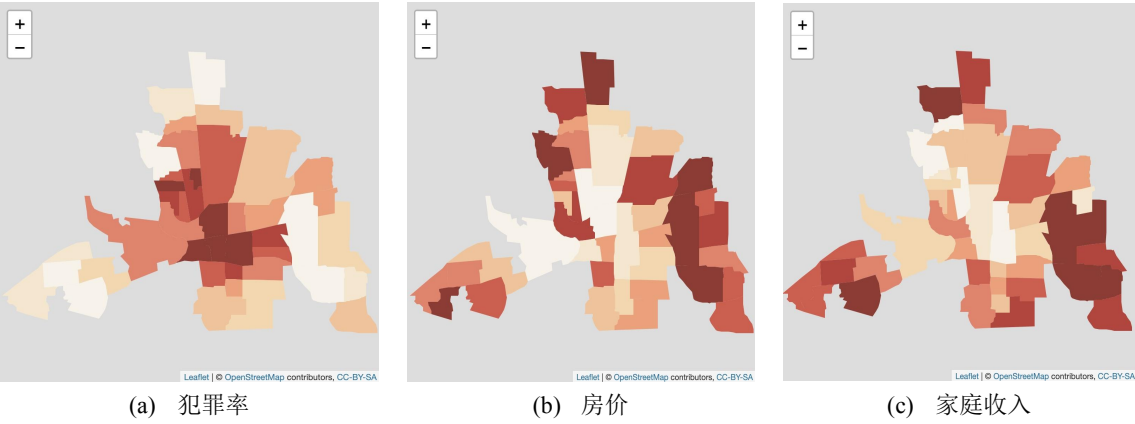 +
−
+
−
+
−
Leaflet | © OpenStreetMap contributors, CC-BY-SA
Leaflet | © OpenStreetMap contributors, CC-BY-SA
Leaflet | © OpenStreetMap contributors, CC-BY-SA
(a) 犯罪率
(b) 房价
(c) 家庭收入